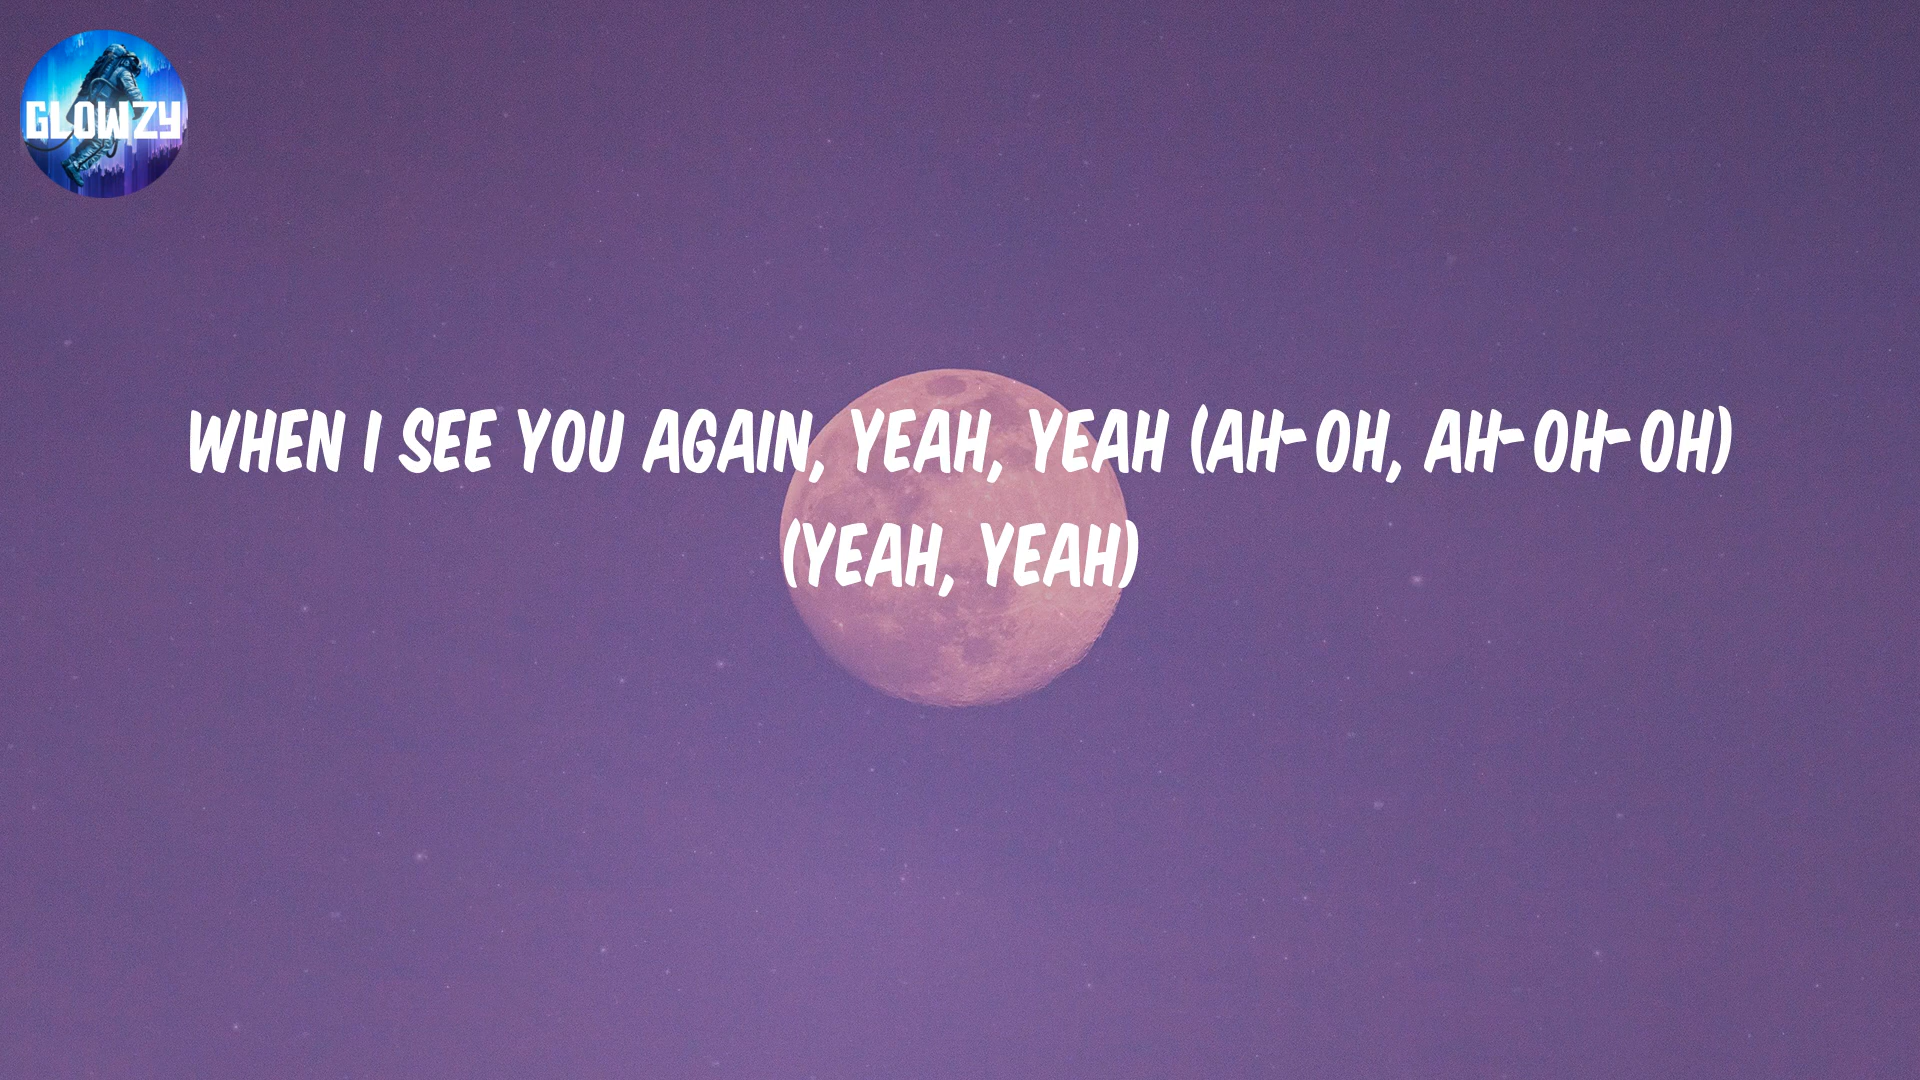 GLOWZY
WHEN I SEE YOU AGAIN, YEAH, YEAH (AH-OH, AH-OH-OH)
(YEAH, YEAH)